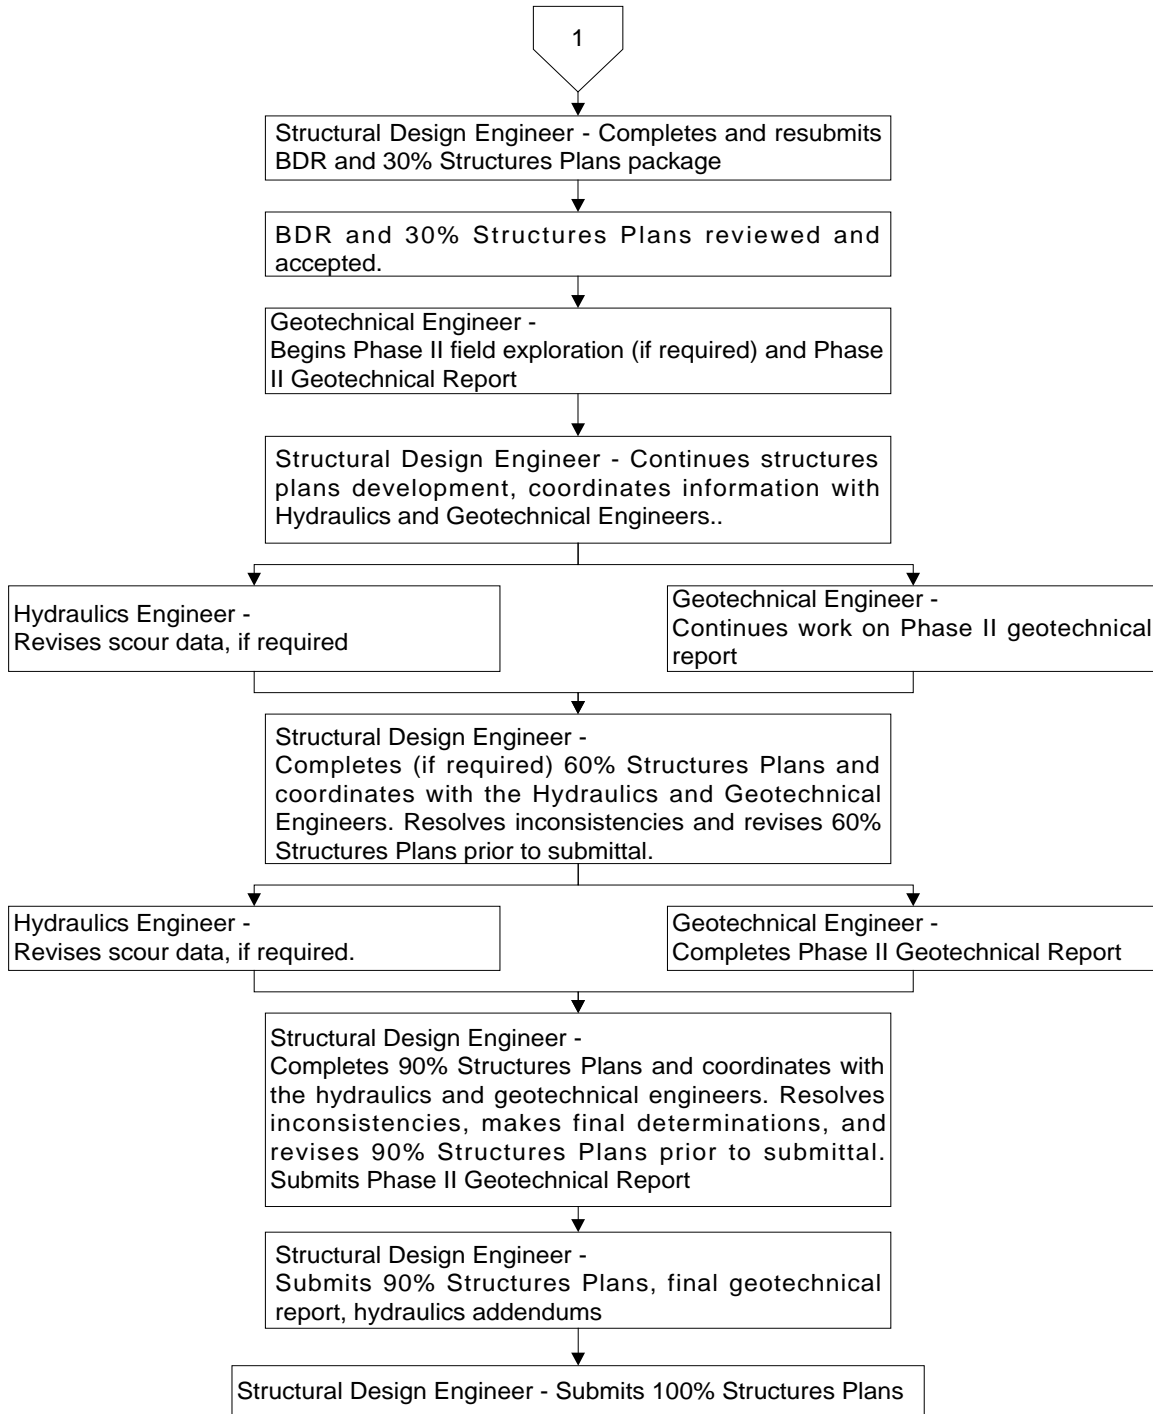 1
Structural Design Engineer - Completes and resubmits
BDR and 30% Structures Plans package
BDR and 30% Structures Plans reviewed and
accepted.
Geotechnical Engineer -
Begins Phase II field exploration (if required) and Phase
II Geotechnical Report
Structural Design Engineer - Continues structures
plans development, coordinates information with
Hydraulics and Geotechnical Engineers..
Hydraulics Engineer -
Revises scour data, if required
Geotechnical Engineer -
Continues work on Phase II geotechnical
report
Structural Design Engineer -
Completes (if required) 60% Structures Plans and
coordinates with the Hydraulics and Geotechnical
Engineers. Resolves inconsistencies and revises 60%
Structures Plans prior to submittal.
Hydraulics Engineer -
Revises scour data, if required.
Geotechnical Engineer -
Completes Phase II Geotechnical Report
Structural Design Engineer -
Completes 90% Structures Plans and coordinates with
the hydraulics and geotechnical engineers. Resolves
inconsistencies, makes final determinations, and
revises 90% Structures Plans prior to submittal.
Submits Phase II Geotechnical Report
Structural Design Engineer -
Submits 90% Structures Plans, final geotechnical
report, hydraulics addendums
Structural Design Engineer - Submits 100% Structures Plans